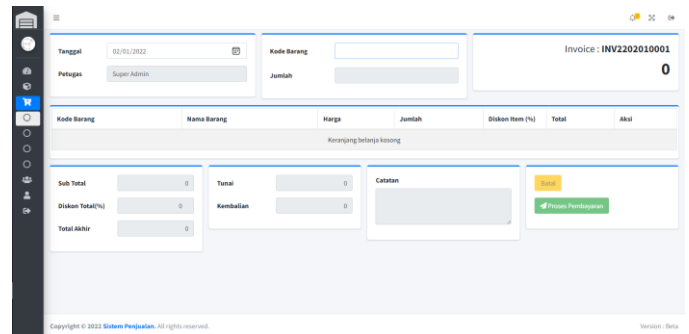 Tanggal 02/01/2022
Petugas Super Admin
Kode Barang
Jumlah
Invoice : INV2202010001
0
Kode Barang Nama Barang Harga Jumlah Diskon Item (%) Total Aksi
Keranjang belanja kosong
Sub Total 0
Diskon Total(%) 0
Total Akhir 0
Tunai 0
Kembalian 0
Catatan
Batal
Proses Pembayaran
Copyright © 2022 Sistem Penjualan. All rights reserved.
Version : Beta